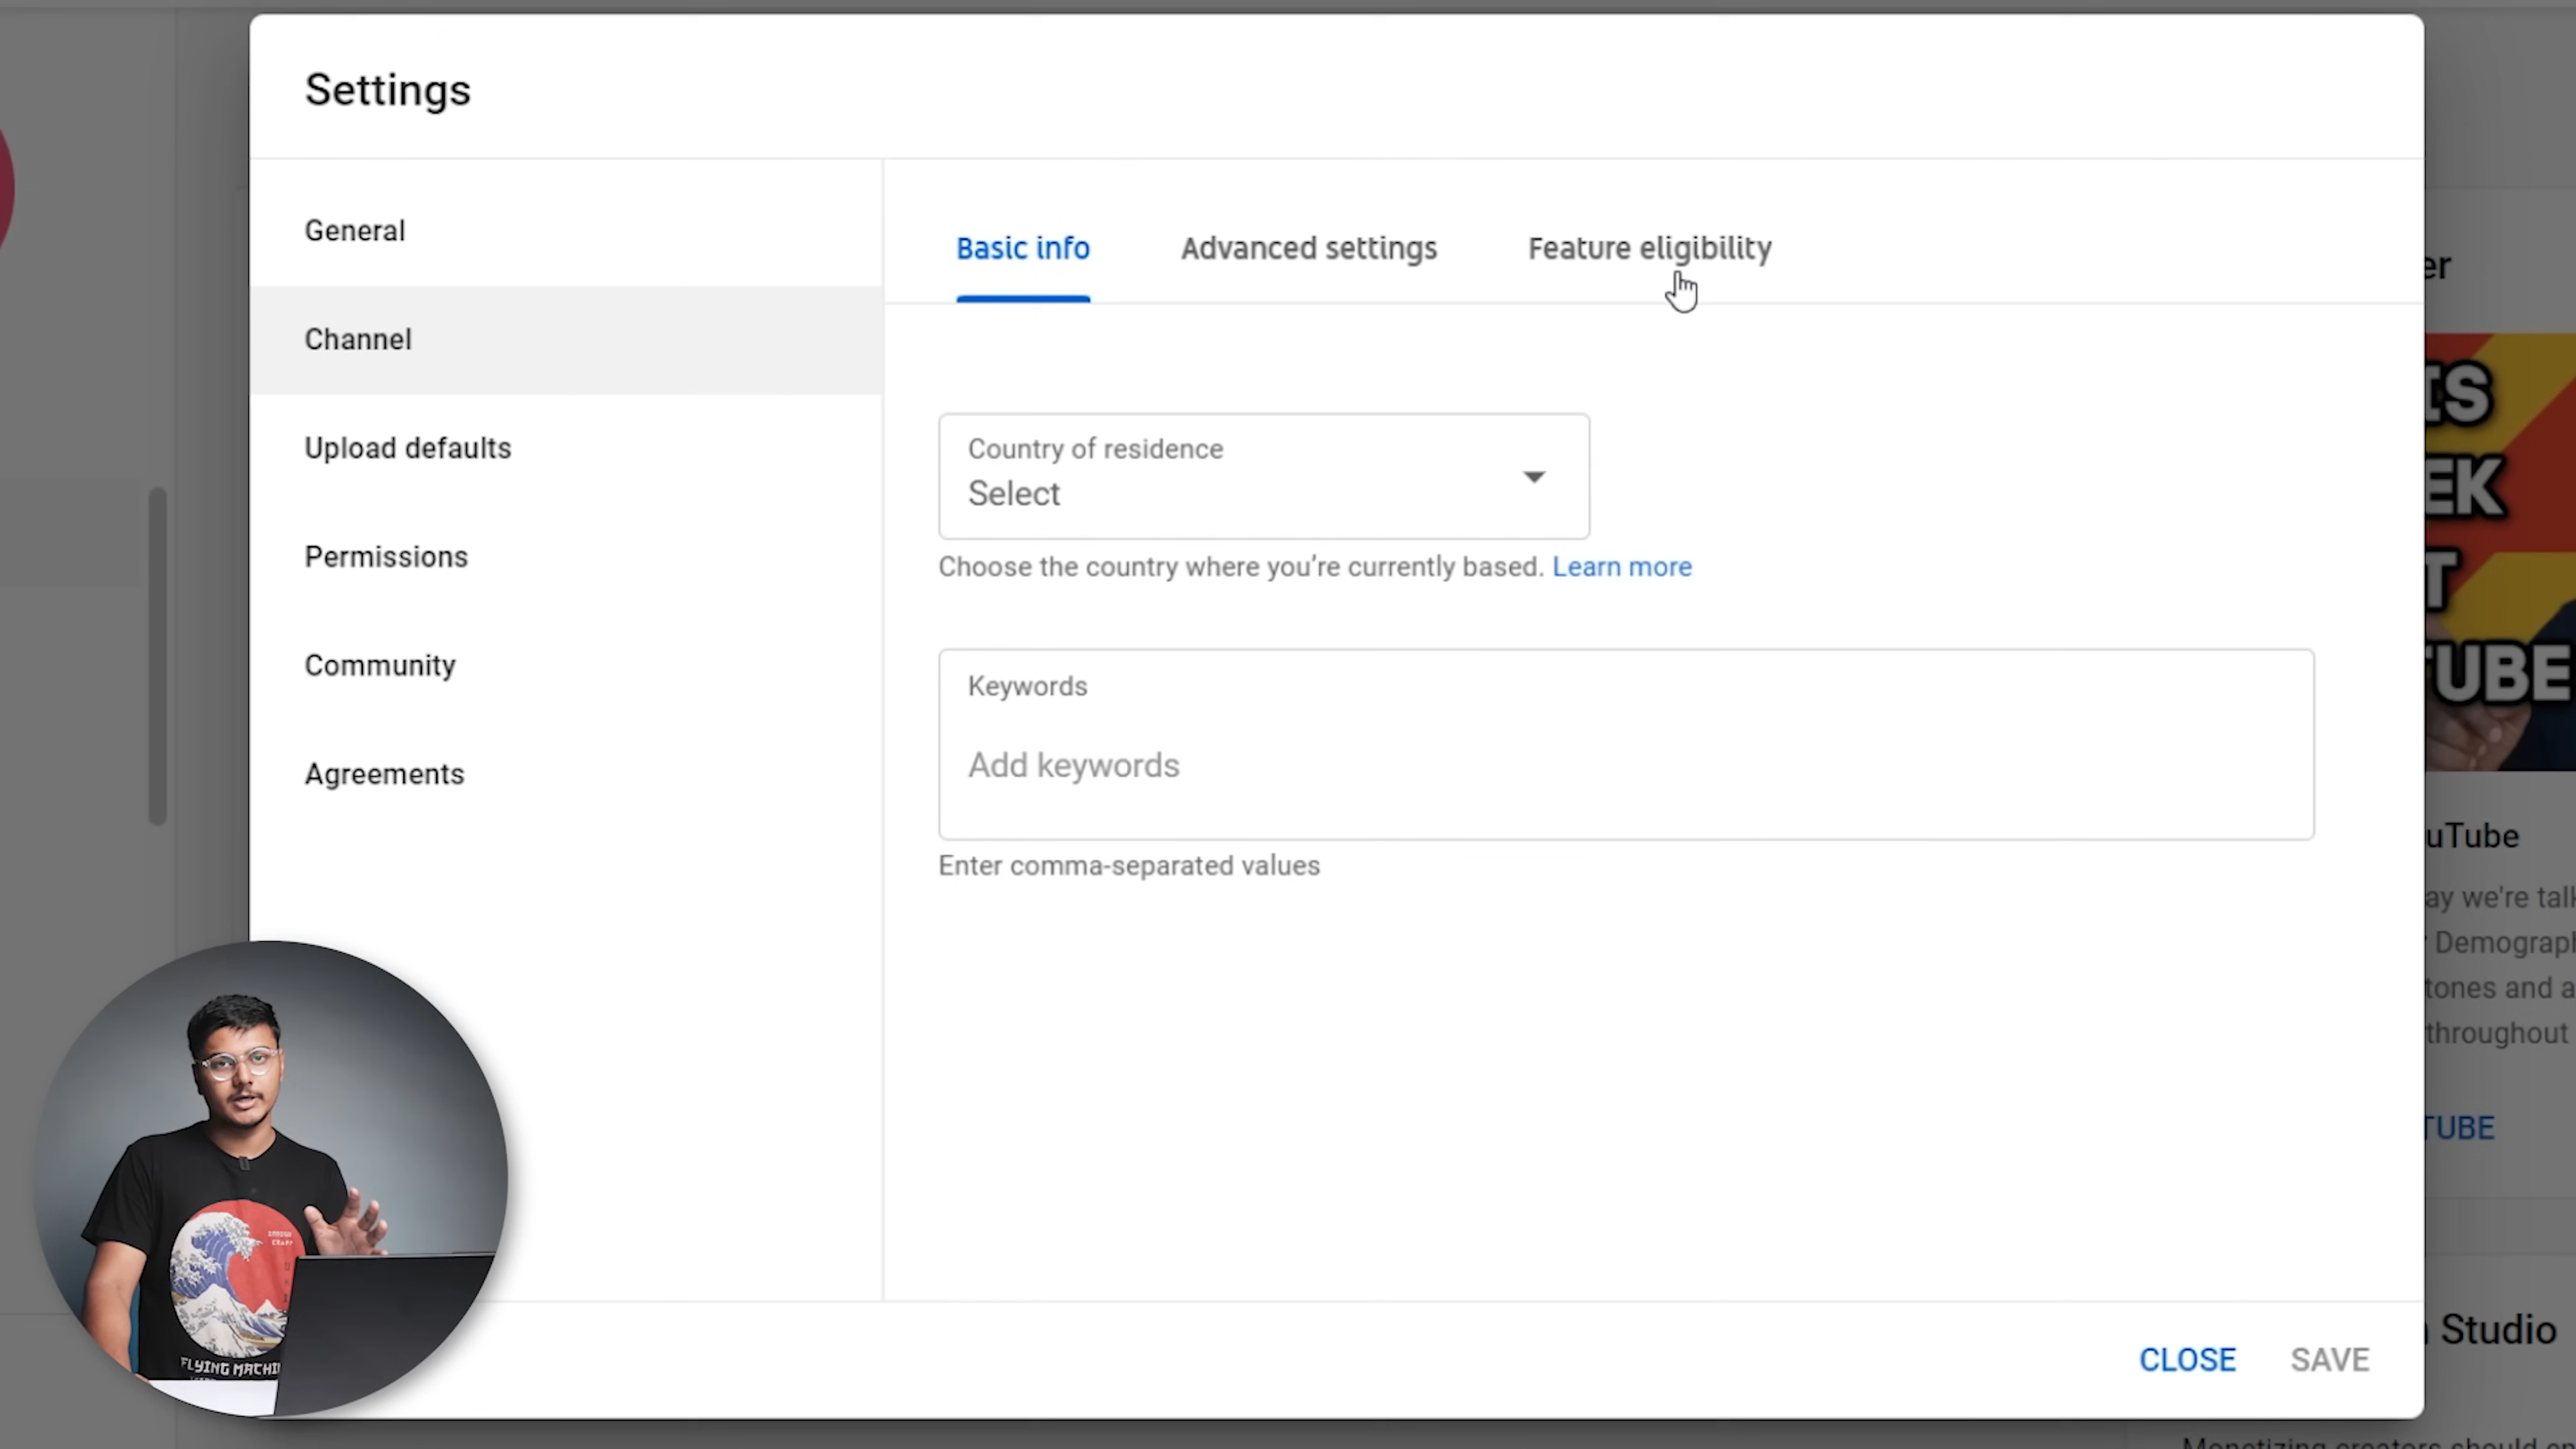 Settings
General
Channel
Upload defaults
Permissions
Community
Agreements
Basic info
Advanced settings
Feature eligibility
Country of residence
Select
Choose the country where you're currently based. Learn more
Keywords
Add keywords
Enter comma-separated values
CLOSE
SAVE
er
IS
EK
T
UBE
uTube
ay we're talk
Demograph
tones and a
throughout
TUBE
Studio
FLYING MACHI